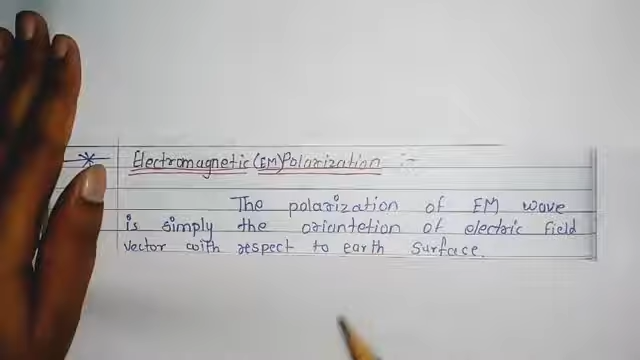 * Electromagnetic (EM) Polarization :-
The polarization of EM wave
is simply the oriantetion of electric field
vector with respect to earth surface.